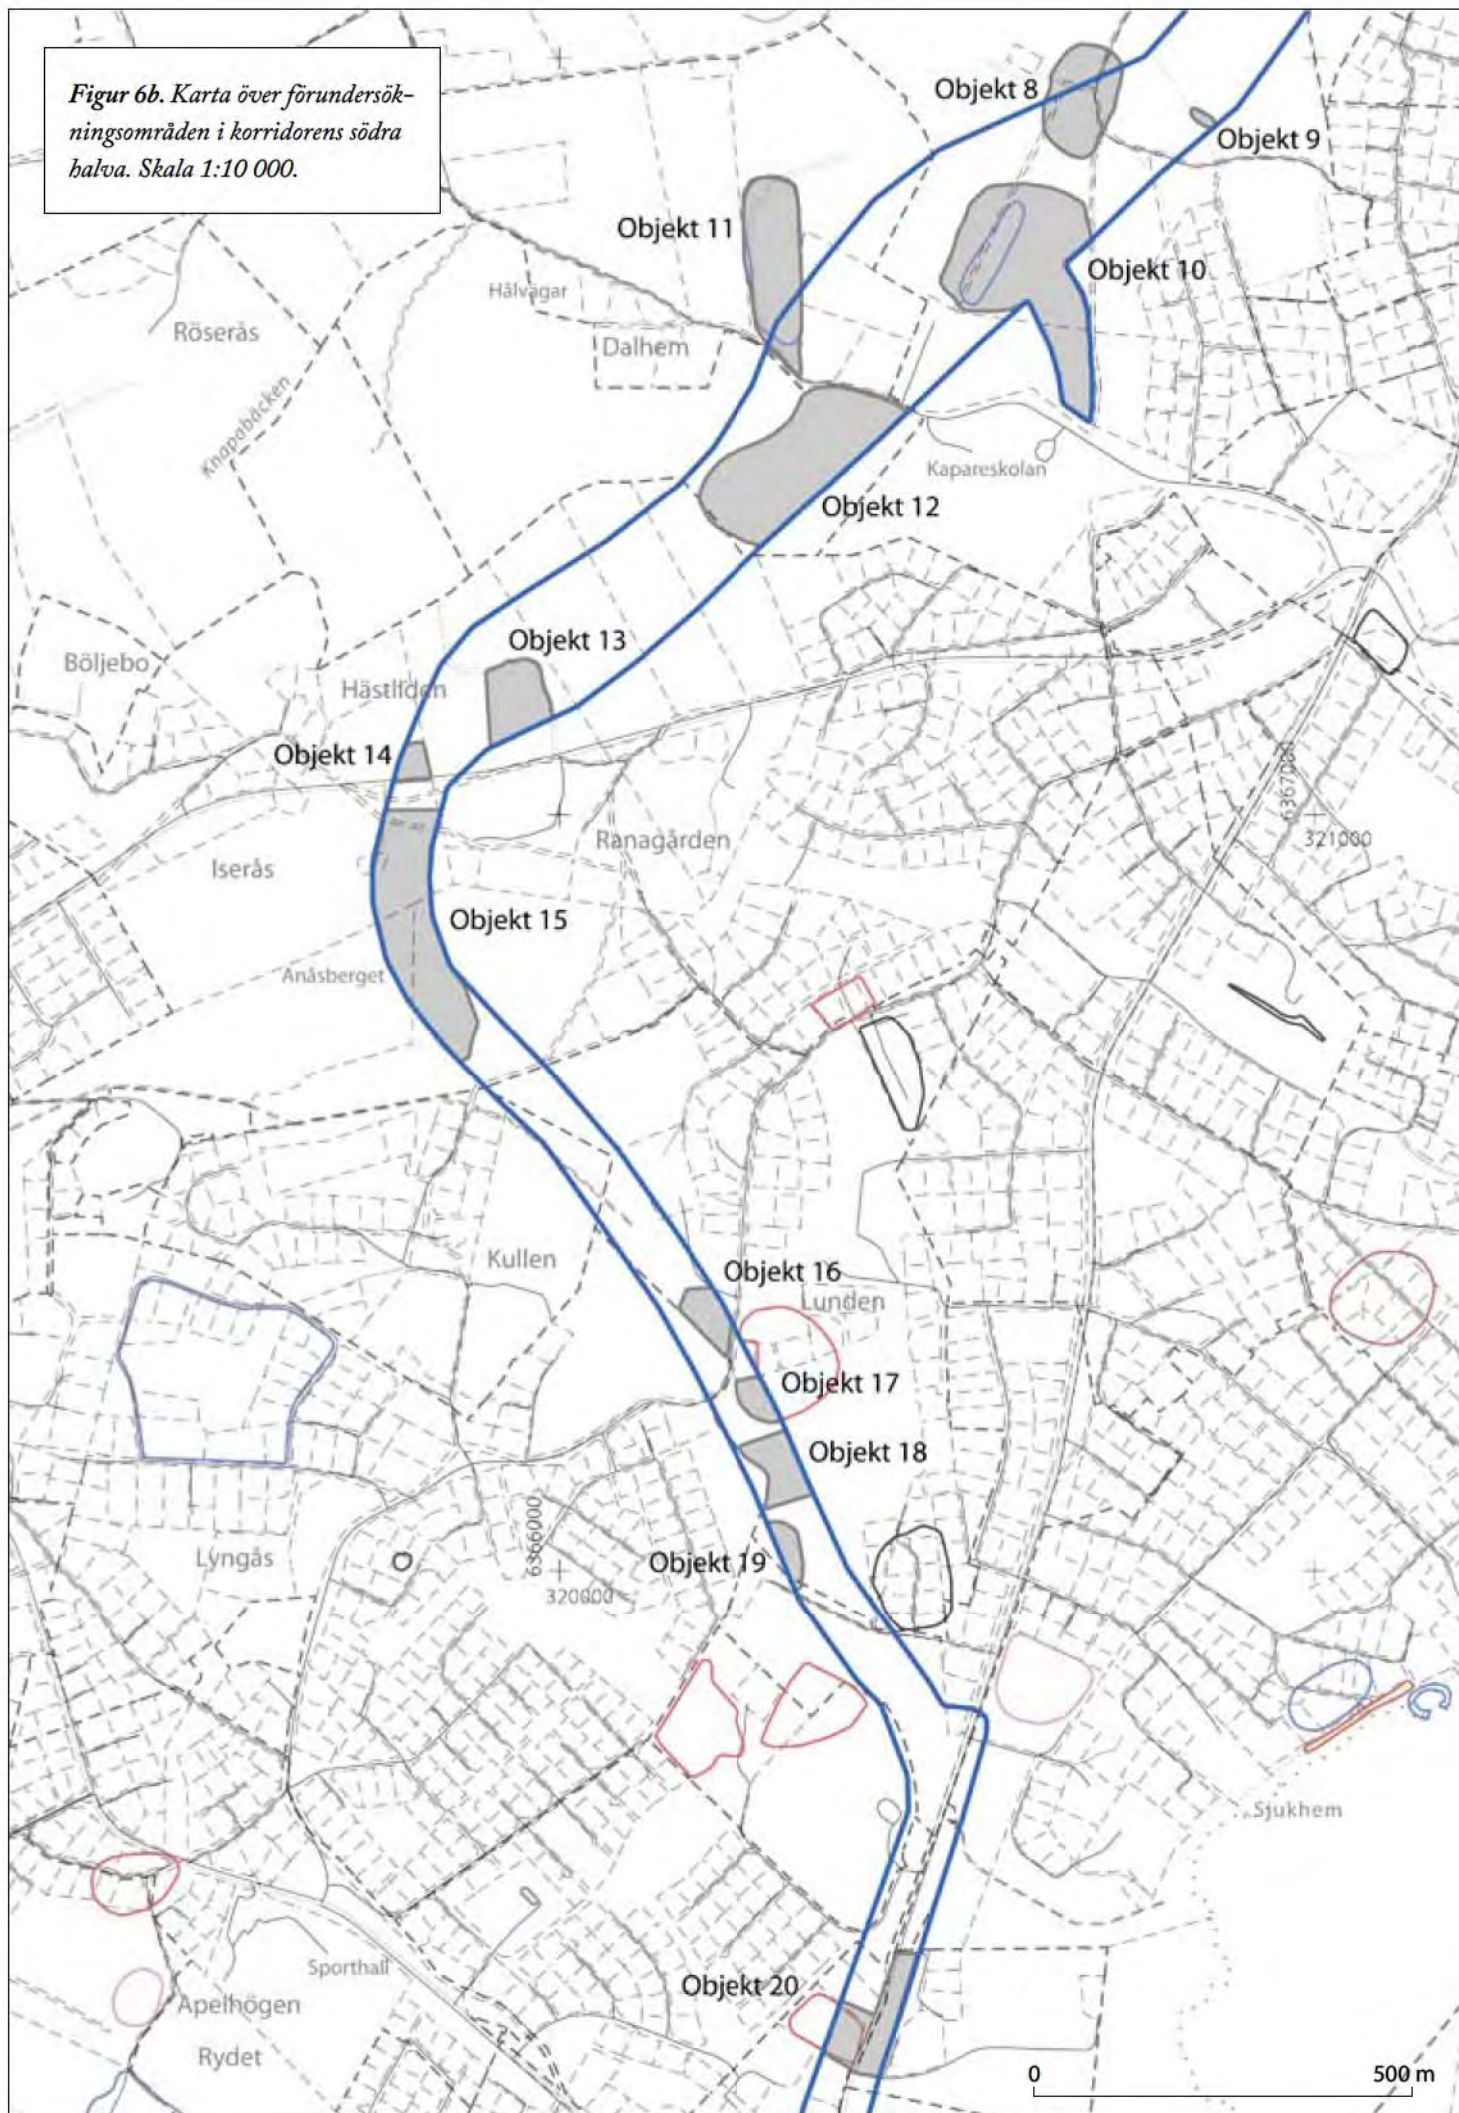 Figur 6b. Karta över förundersök-
ningsområden i korridorens södra
halva. Skala 1:10 000.
Objekt 8
Objekt 9
Objekt 11
Objekt 10
Hålvägar
Röserås
Dalhem
Knapabäcken
Kapareskolan
Objekt 12
Objekt 13
Böljebo
Hästliden
Objekt 14
6367000
321000
Ranagården
Iserås
Objekt 15
Anåsberget
Kullen
Objekt 16
Lunden
Objekt 17
Objekt 18
6366000
Lyngås
Objekt 19
320000
Sjukhem
Sporthall
Objekt 20
Apelhögen
Rydet
0 500 m